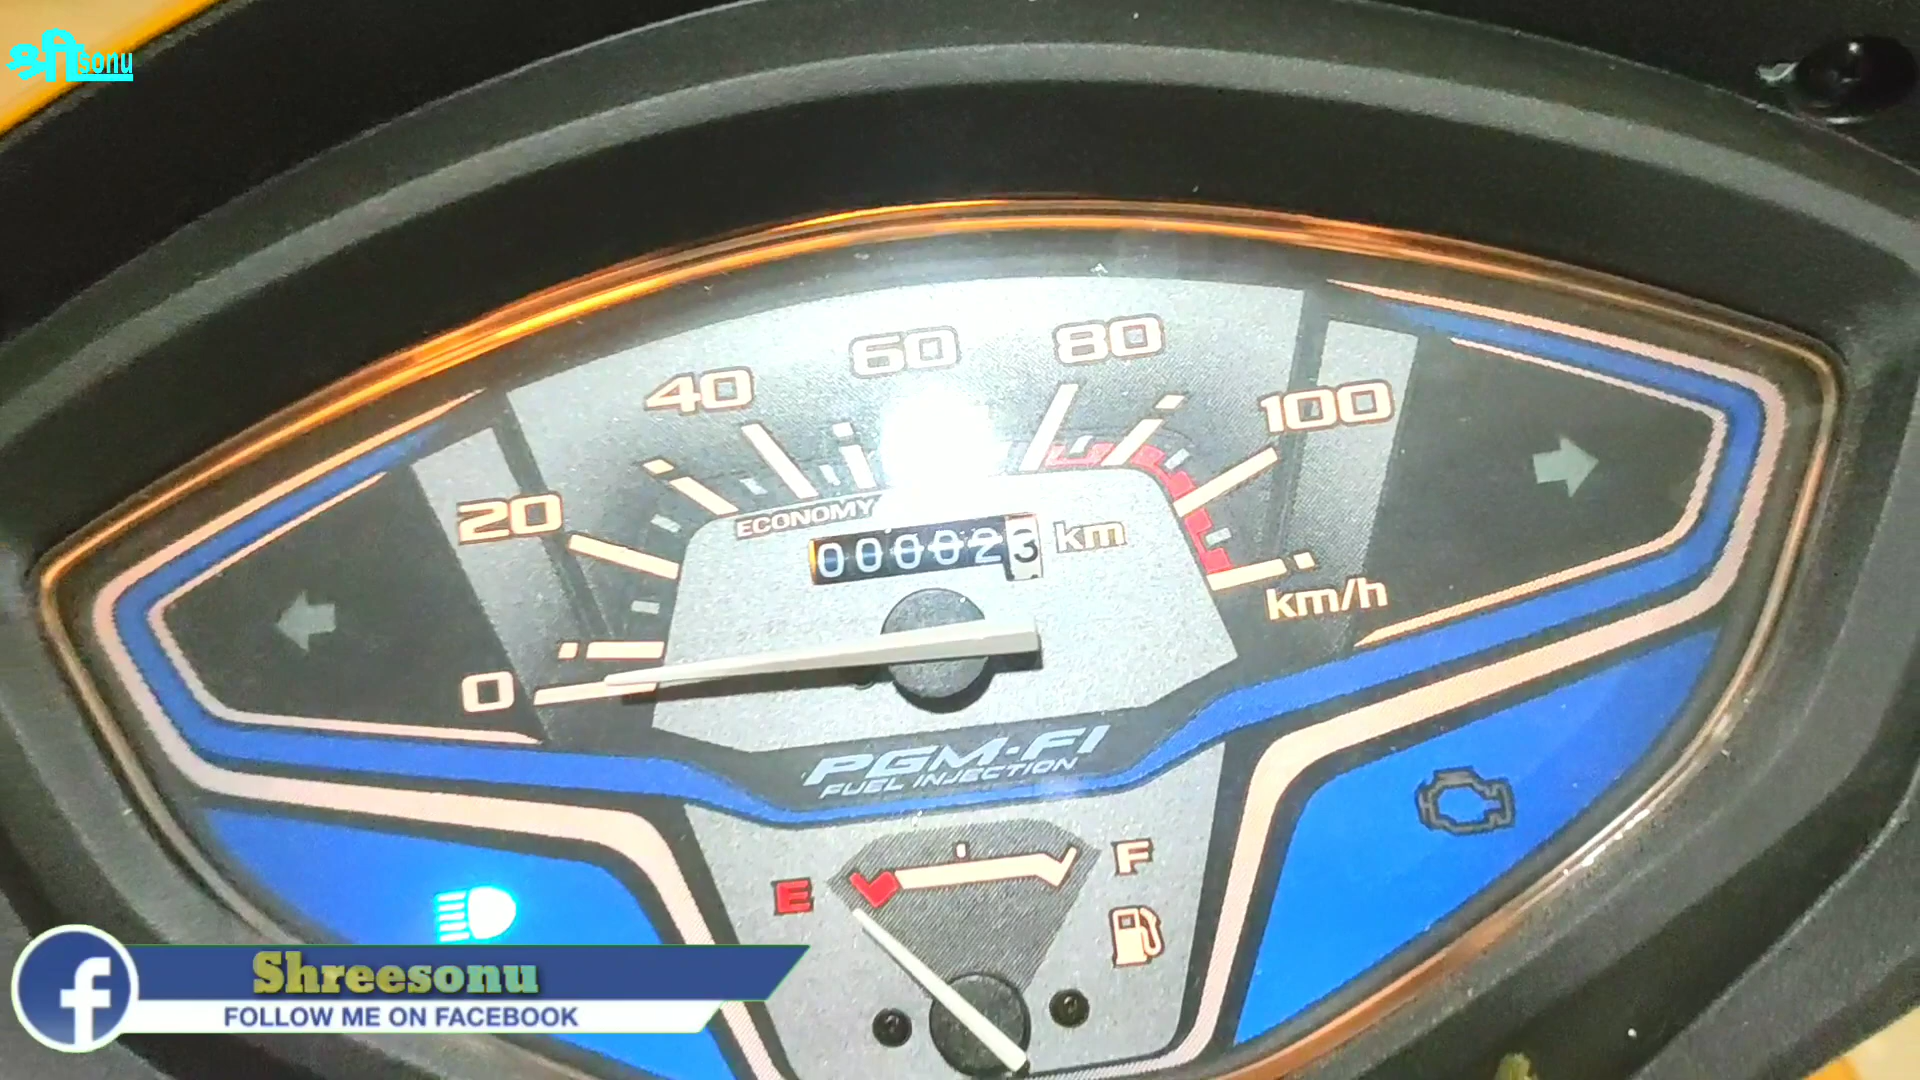 श्रीsonu
60
80
40
100
20
ECONOMY
000023 km
km/h
0
PGM-FI
FUEL INJECTION
E
F
Shreesonu
FOLLOW ME ON FACEBOOK